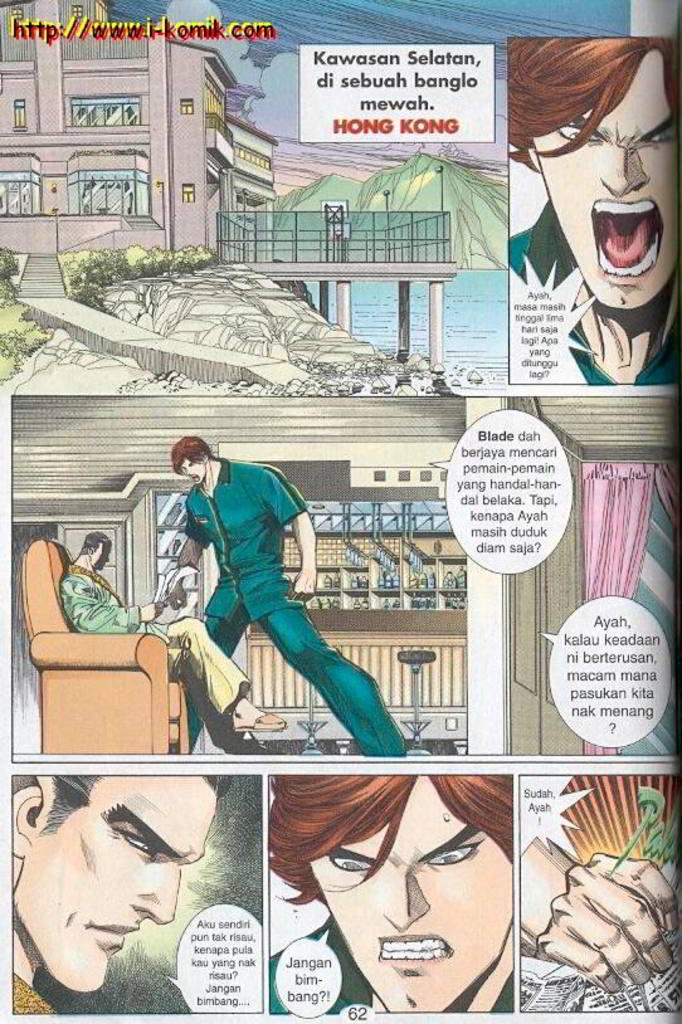 http://www.i-komik.com
Kawasan Selatan,
di sebuah banglo
mewah.
HONG KONG
Ayah,
masa masih
tinggal lima
hari saja
lagi! Apa
yang
ditunggu
lagi?
Blade dah
berjaya mencari
pemain-pemain
yang handal-han-
dal belaka. Tapi,
kenapa Ayah
masih duduk
diam saja?
Ayah,
kalau keadaan
ni berterusan,
macam mana
pasukan kita
nak menang
?
Aku sendiri
pun tak risau,
kenapa pula
kau yang nak
risau?
Jangan
bimbang....
Jangan
bim-
bang?!
Sudah,
Ayah
!
62